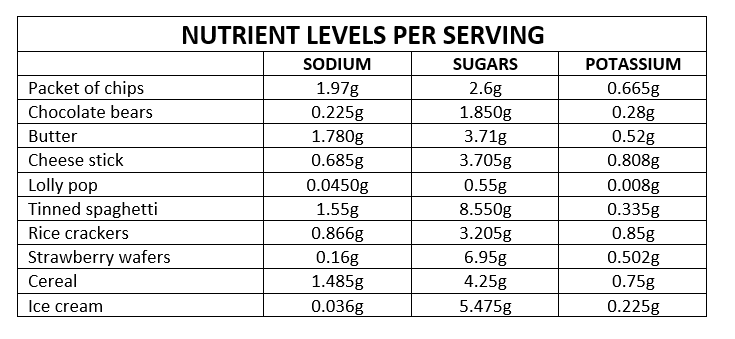 NUTRIENT LEVELS PER SERVING
SODIUM SUGARS POTASSIUM
Packet of chips 1.97g 2.6g 0.665g
Chocolate bears 0.225g 1.850g 0.28g
Butter 1.780g 3.71g 0.52g
Cheese stick 0.685g 3.705g 0.808g
Lolly pop 0.0450g 0.55g 0.008g
Tinned spaghetti 1.55g 8.550g 0.335g
Rice crackers 0.866g 3.205g 0.85g
Strawberry wafers 0.16g 6.95g 0.502g
Cereal 1.485g 4.25g 0.75g
Ice cream 0.036g 5.475g 0.225g